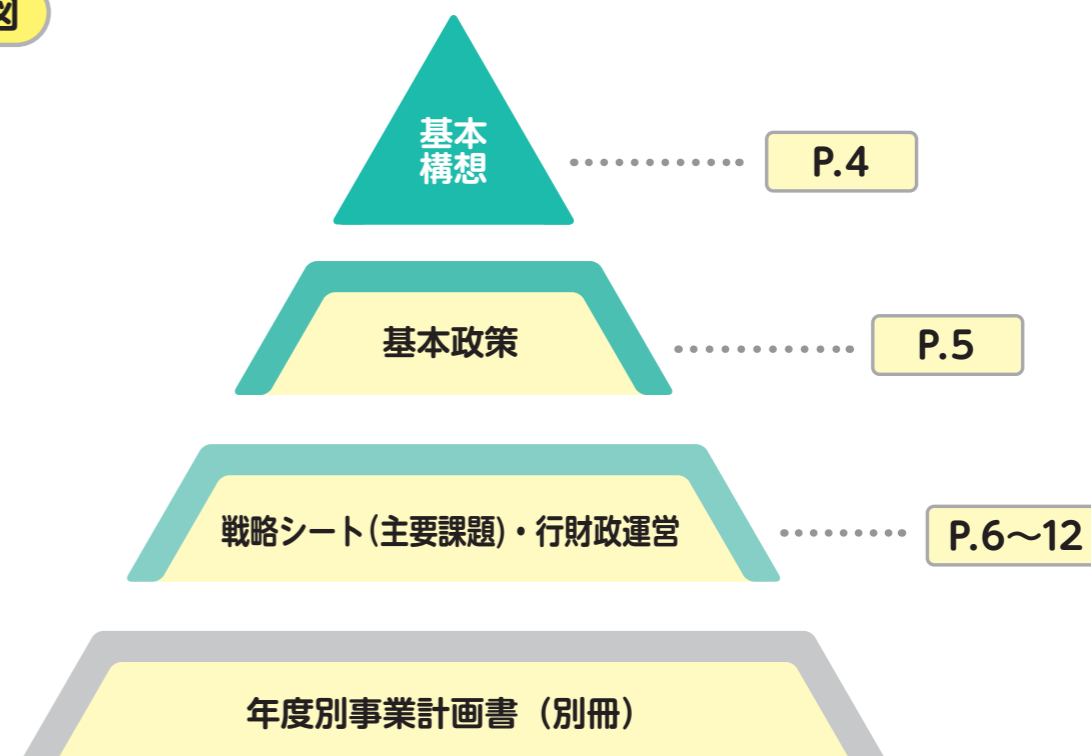 図
基本
構想
P.4
基本政策
P.5
戦略シート(主要課題)・行財政運営
P.6〜12
年度別事業計画書（別冊）